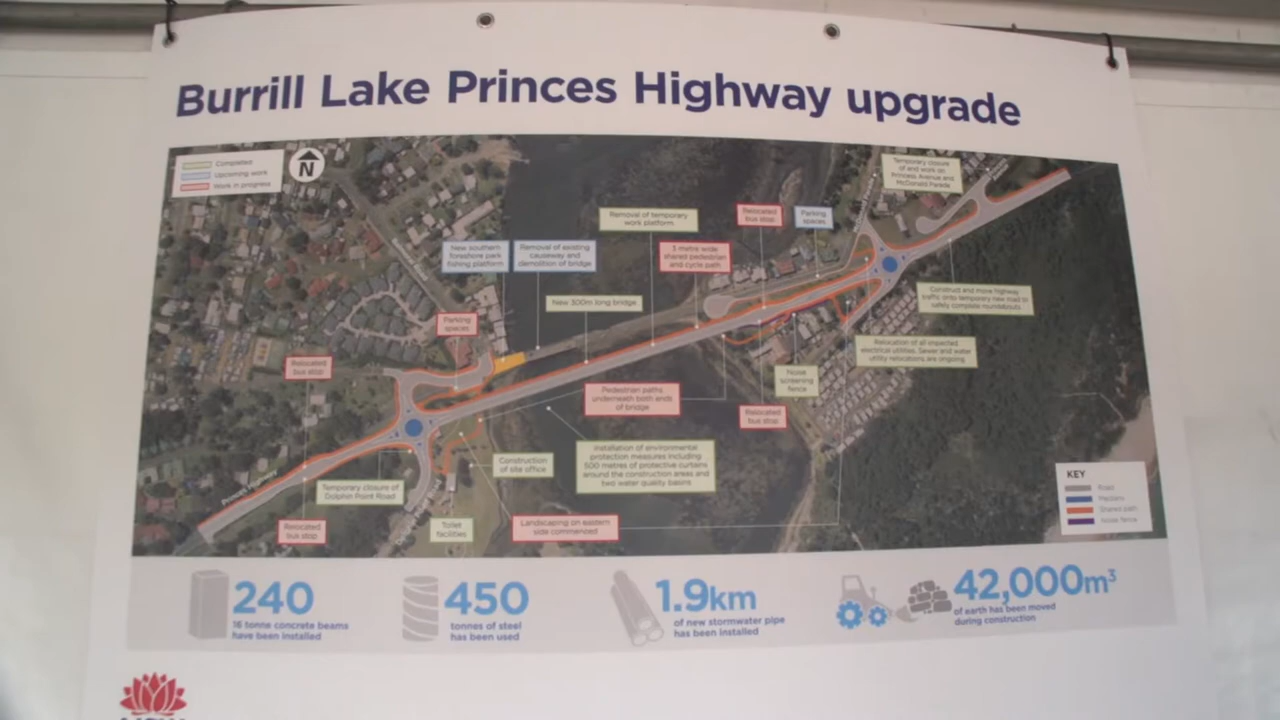 Burrill Lake Princes Highway upgrade
Completed
Upcoming work
Work in progress
N
Temporary closure
of end work on
Princess Avenue and
McDonald Parade
Removal of temporary
work platform
Relocated
bus stop
Parking
spaces
New southern
foreshore park
fishing platform
Removal of existing
causeway and
demolition of bridge
3 metre wide
shared pedestrian
and cycle path
New 300m long bridge
Construct and move highway
traffic onto temporary new road to
safely complete roundabouts
Parking
spaces
Relocation of all impacted
electrical utilities. Sewer and water
utility relocations are ongoing
Relocated
bus stop
Noise
screening
fence
Pedestrian paths
underneath both ends
of bridge
Relocated
bus stop
Construction
of site office
Installation of environmental
protection measures including
500 metres of protective curtains
around the construction areas and
two water quality basins
Princes Highway
Temporary closure of
Dolphin Point Road
Relocated
bus stop
Toilet
facilities
Landscaping on eastern
side commenced
KEY
Road
Medians
Shared path
Noise fence
240
16 tonne concrete beams
have been installed
450
tonnes of steel
has been used
1.9km
of new stormwater pipe
has been installed
42,000m³
of earth has been moved
during construction